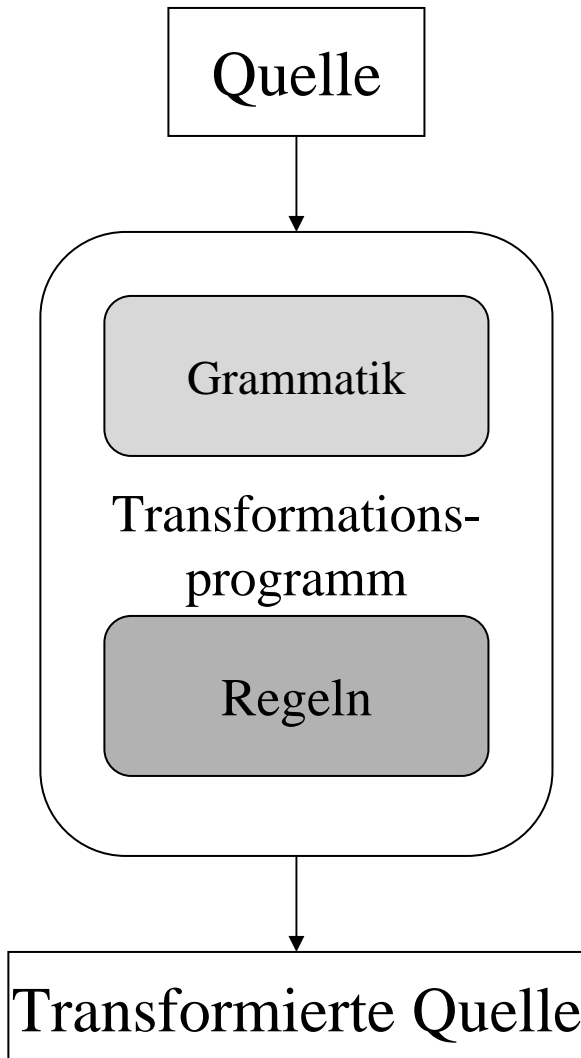 Quelle
Grammatik
Transformations-
programm
Regeln
Transformierte Quelle